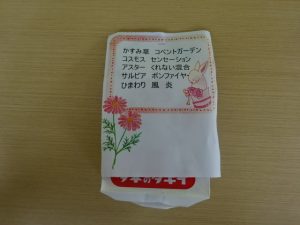 かすみ草 コベントガーデン
コスモス センセーション
アスター くれない混合
サルビア ボンファイヤー
ひまわり 風 炎
タネのタキイ